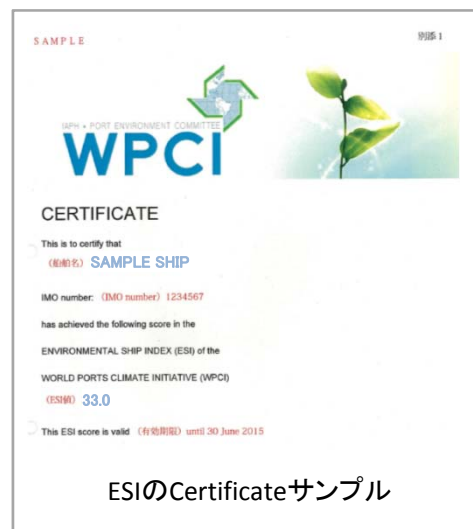 SAMPLE
別添 1
IAPH • PORT ENVIRONMENT COMMITTEE
WPCI
CERTIFICATE
This is to certify that
(船舶名) SAMPLE SHIP
IMO number: (IMO number) 1234567
has achieved the following score in the
ENVIRONMENTAL SHIP INDEX (ESI) of the
WORLD PORTS CLIMATE INITIATIVE (WPCI)
(ESI値) 33.0
This ESI score is valid (有効期限) until 30 June 2015
ESIのCertificateサンプル